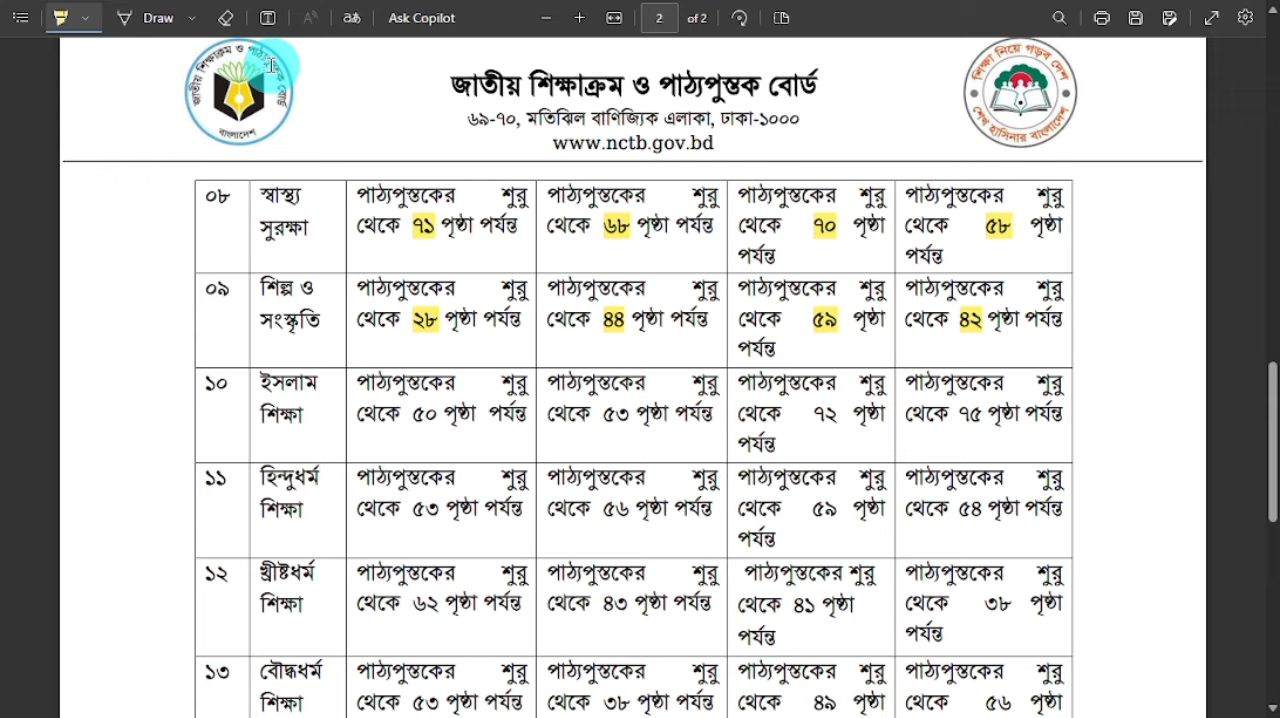 Draw
Ask Copilot
2 of 2
জাতীয় শিক্ষাক্রম ও পাঠ্যপুস্তক বোর্ড
বাংলাদেশ
জাতীয় শিক্ষাক্রম ও পাঠ্যপুস্তক বোর্ড
৬৯-৭০, মতিঝিল বাণিজ্যিক এলাকা, ঢাকা-১০০০
www.nctb.gov.bd
শিক্ষা নিয়ে গড়ব দেশ
শেখ হাসিনার বাংলাদেশ
০৮ স্বাস্থ্য পাঠ্যপুস্তকের শুরু পাঠ্যপুস্তকের শুরু পাঠ্যপুস্তকের শুরু পাঠ্যপুস্তকের শুরু
সুরক্ষা থেকে ৭১ পৃষ্ঠা পর্যন্ত থেকে ৬৮ পৃষ্ঠা পর্যন্ত থেকে ৭০ পৃষ্ঠা থেকে ৫৮ পৃষ্ঠা
পর্যন্ত পর্যন্ত
০৯ শিল্প ও পাঠ্যপুস্তকের শুরু পাঠ্যপুস্তকের শুরু পাঠ্যপুস্তকের শুরু পাঠ্যপুস্তকের শুরু
সংস্কৃতি থেকে ২৮ পৃষ্ঠা পর্যন্ত থেকে ৪৪ পৃষ্ঠা পর্যন্ত থেকে ৫৯ পৃষ্ঠা থেকে ৪২ পৃষ্ঠা পর্যন্ত
পর্যন্ত
১০ ইসলাম পাঠ্যপুস্তকের শুরু পাঠ্যপুস্তকের শুরু পাঠ্যপুস্তকের শুরু পাঠ্যপুস্তকের শুরু
শিক্ষা থেকে ৫০ পৃষ্ঠা পর্যন্ত থেকে ৫৩ পৃষ্ঠা পর্যন্ত থেকে ৭২ পৃষ্ঠা থেকে ৭৫ পৃষ্ঠা পর্যন্ত
পর্যন্ত
১১ হিন্দুধর্ম পাঠ্যপুস্তকের শুরু পাঠ্যপুস্তকের শুরু পাঠ্যপুস্তকের শুরু পাঠ্যপুস্তকের শুরু
শিক্ষা থেকে ৫৩ পৃষ্ঠা পর্যন্ত থেকে ৫৬ পৃষ্ঠা পর্যন্ত থেকে ৫৯ পৃষ্ঠা থেকে ৫৪ পৃষ্ঠা পর্যন্ত
পর্যন্ত
১২ খ্রীষ্টধর্ম পাঠ্যপুস্তকের শুরু পাঠ্যপুস্তকের শুরু পাঠ্যপুস্তকের শুরু পাঠ্যপুস্তকের শুরু
শিক্ষা থেকে ৬২ পৃষ্ঠা পর্যন্ত থেকে ৪৩ পৃষ্ঠা পর্যন্ত থেকে ৪১ পৃষ্ঠা থেকে ৩৮ পৃষ্ঠা
পর্যন্ত পর্যন্ত
১৩ বৌদ্ধধর্ম পাঠ্যপুস্তকের শুরু পাঠ্যপুস্তকের শুরু পাঠ্যপুস্তকের শুরু পাঠ্যপুস্তকের শুরু
শিক্ষা থেকে ৫৩ পৃষ্ঠা পর্যন্ত থেকে ৩৮ পৃষ্ঠা পর্যন্ত থেকে ৪৯ পৃষ্ঠা থেকে ৫৬ পৃষ্ঠা